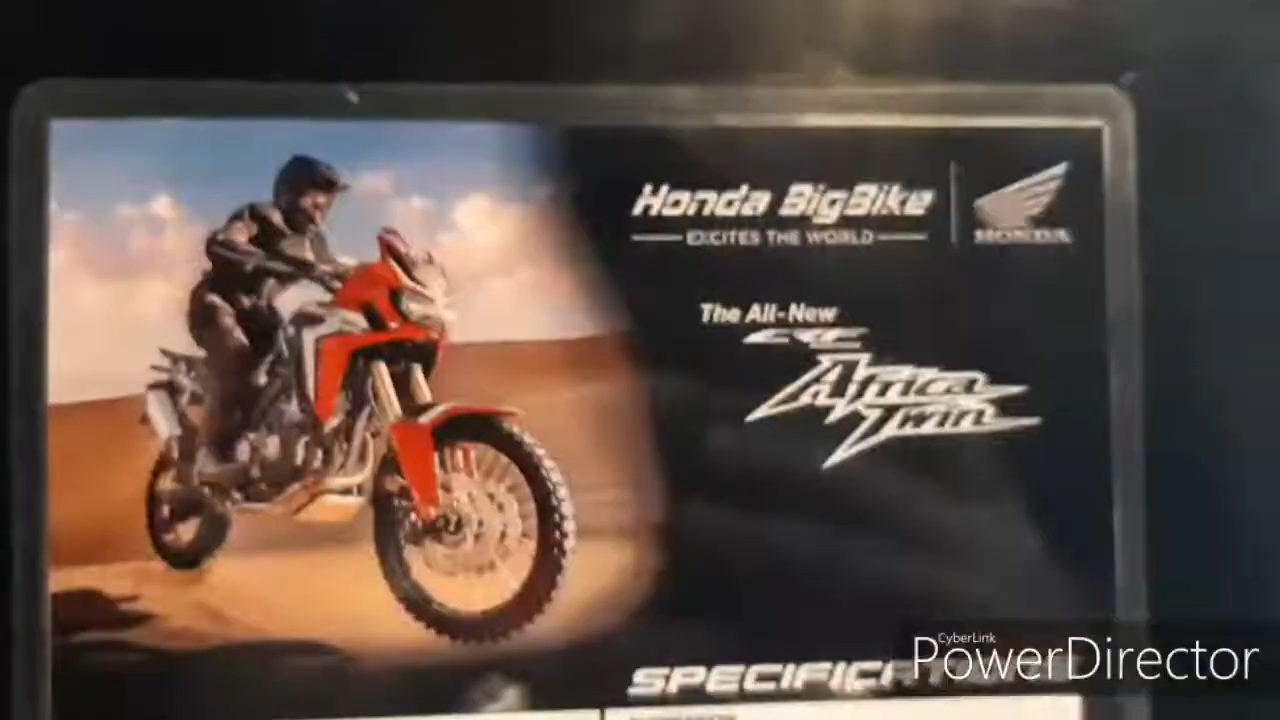 Honda BigBike
EXCITES THE WORLD
HONDA
The All-New
CRF
Africa
Twin
CyberLink
PowerDirector